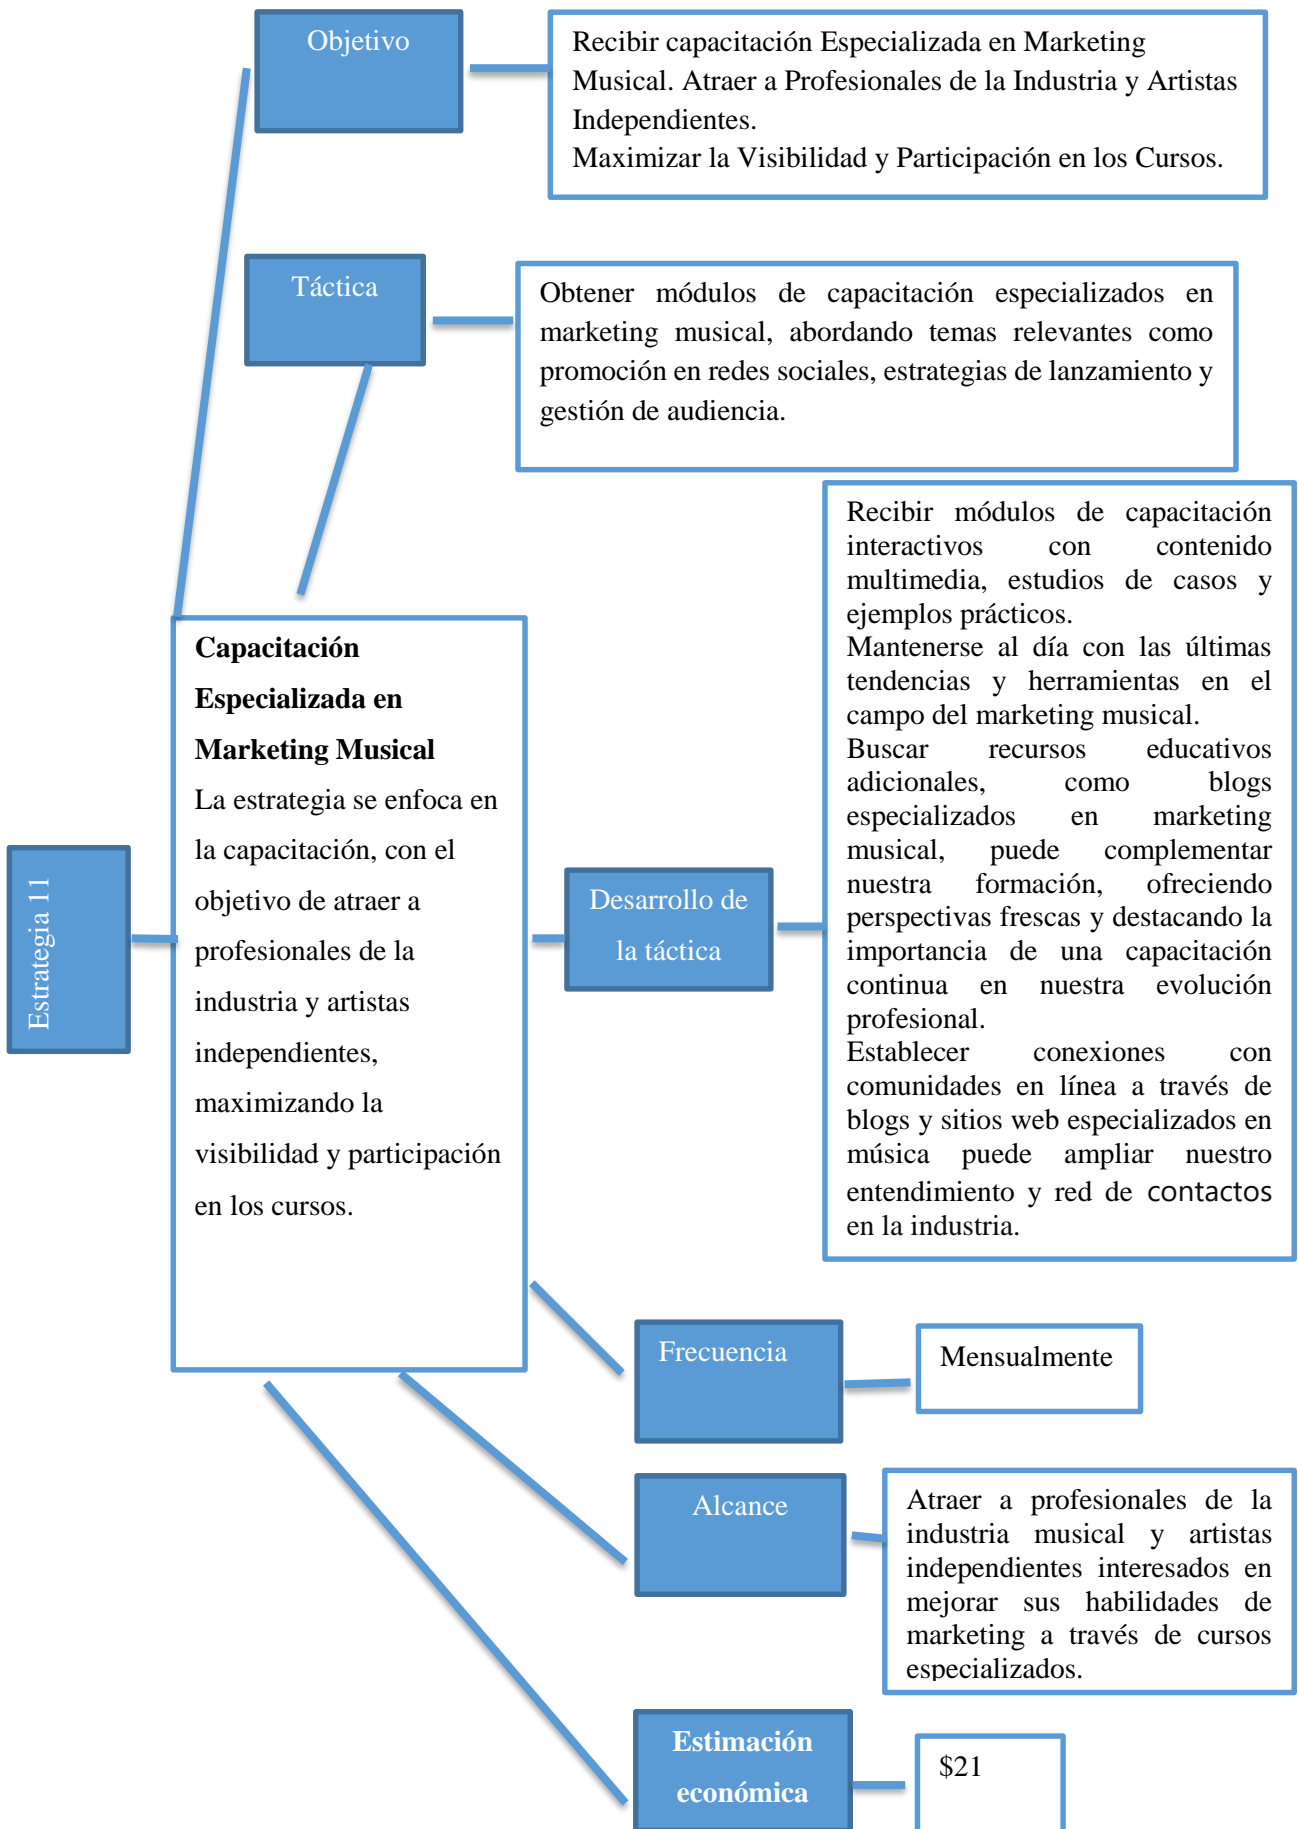 Objetivo
Recibir capacitación Especializada en Marketing
Musical. Atraer a Profesionales de la Industria y Artistas
Independientes.
Maximizar la Visibilidad y Participación en los Cursos.
Táctica
Obtener módulos de capacitación especializados en
marketing musical, abordando temas relevantes como
promoción en redes sociales, estrategias de lanzamiento y
gestión de audiencia.
Estrategia 11
Capacitación
Especializada en
Marketing Musical
La estrategia se enfoca en
la capacitación, con el
objetivo de atraer a
profesionales de la
industria y artistas
independientes,
maximizando la
visibilidad y participación
en los cursos.
Desarrollo de
la táctica
Recibir módulos de capacitación
interactivos con contenido
multimedia, estudios de casos y
ejemplos prácticos.
Mantenerse al día con las últimas
tendencias y herramientas en el
campo del marketing musical.
Buscar recursos educativos
adicionales, como blogs
especializados en marketing
musical, puede complementar
nuestra formación, ofreciendo
perspectivas frescas y destacando la
importancia de una capacitación
continua en nuestra evolución
profesional.
Establecer conexiones con
comunidades en línea a través de
blogs y sitios web especializados en
música puede ampliar nuestro
entendimiento y red de contactos
en la industria.
Frecuencia
Mensualmente
Alcance
Atraer a profesionales de la
industria musical y artistas
independientes interesados en
mejorar sus habilidades de
marketing a través de cursos
especializados.
Estimación
económica
$21